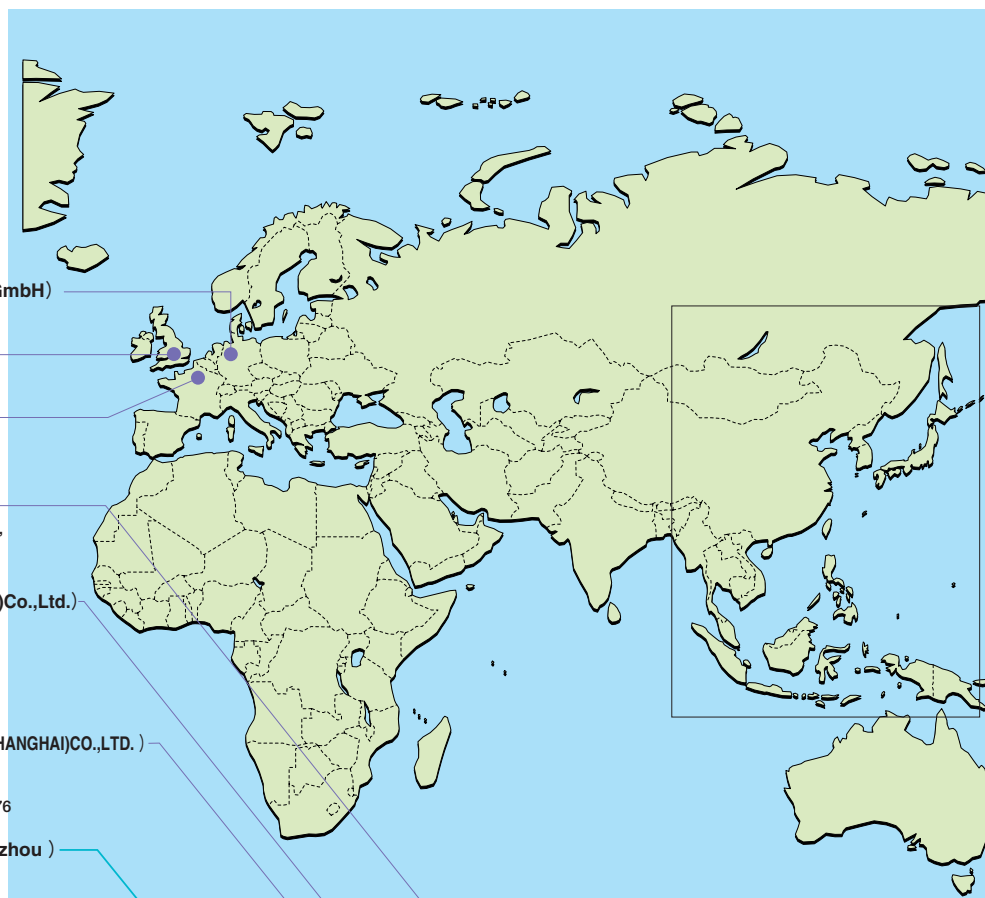 GmbH）
,
)Co.,Ltd.）
HANGHAI)CO.,LTD. ）
76
zhou ）